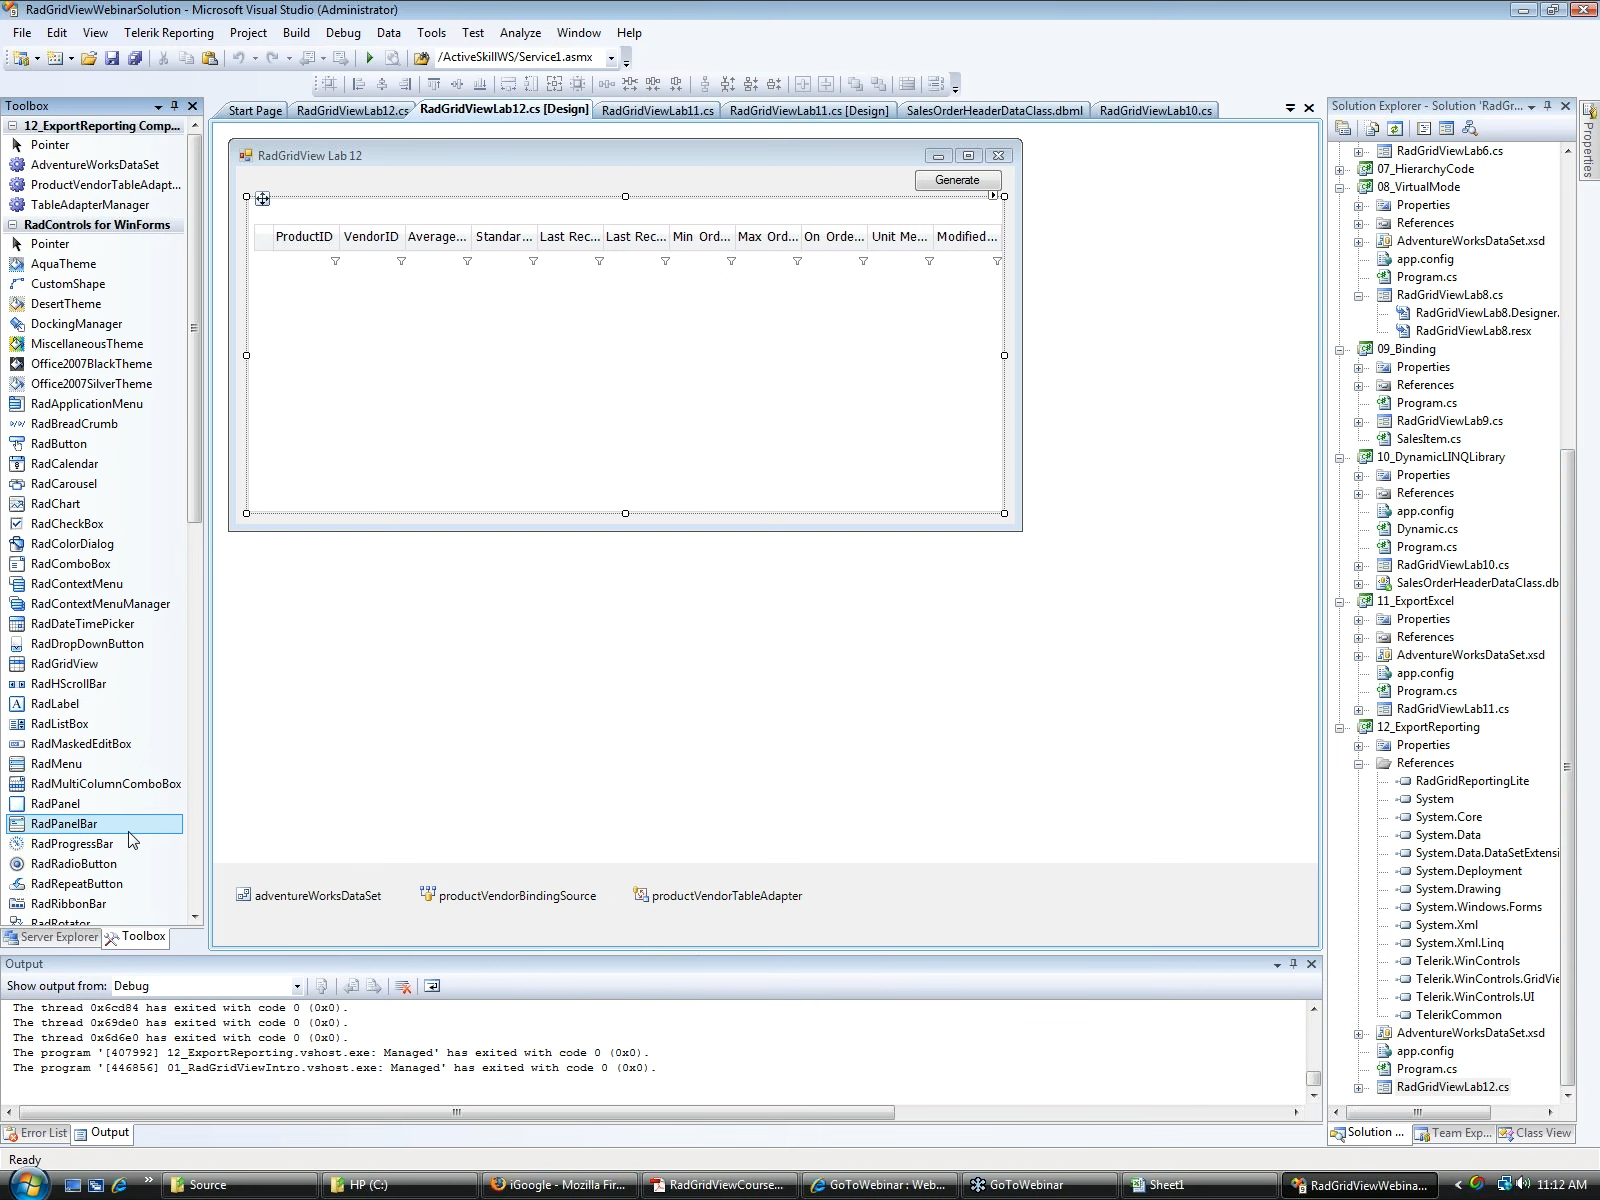 RadGridViewWebinarSolution - Microsoft Visual Studio (Administrator)
File Edit View Telerik Reporting Project Build Debug Data Tools Test Analyze Window Help
/ActiveSkillWS/Service1.asmx
Toolbox
12_ExportReporting Comp...
Pointer
AdventureWorksDataSet
ProductVendorTableAdapt...
TableAdapterManager
RadControls for WinForms
Pointer
AquaTheme
CustomShape
DesertTheme
DockingManager
MiscellaneousTheme
Office2007BlackTheme
Office2007SilverTheme
RadApplicationMenu
RadBreadCrumb
RadButton
RadCalendar
RadCarousel
RadChart
RadCheckBox
RadColorDialog
RadComboBox
RadContextMenu
RadContextMenuManager
RadDateTimePicker
RadDropDownButton
RadGridView
RadHScrollBar
RadLabel
RadListBox
RadMaskedEditBox
RadMenu
RadMultiColumnComboBox
RadPanel
RadPanelBar
RadProgressBar
RadRadioButton
RadRepeatButton
RadRibbonBar
RadRotator
Server Explorer Toolbox
Start Page RadGridViewLab12.cs RadGridViewLab12.cs [Design] RadGridViewLab11.cs RadGridViewLab11.cs [Design] SalesOrderHeaderDataClass.dbml RadGridViewLab10.cs
RadGridView Lab 12
Generate
ProductID VendorID Average... Standar... Last Rec... Last Rec... Min Ord... Max Ord... On Orde... Unit Me... Modified...
adventureWorksDataSet productVendorBindingSource productVendorTableAdapter
Solution Explorer - Solution 'RadGr...
RadGridViewLab6.cs
07_HierarchyCode
08_VirtualMode
Properties
References
AdventureWorksDataSet.xsd
app.config
Program.cs
RadGridViewLab8.cs
RadGridViewLab8.Designer.
RadGridViewLab8.resx
09_Binding
Properties
References
Program.cs
RadGridViewLab9.cs
SalesItem.cs
10_DynamicLINQLibrary
Properties
References
app.config
Dynamic.cs
Program.cs
RadGridViewLab10.cs
SalesOrderHeaderDataClass.db
11_ExportExcel
Properties
References
AdventureWorksDataSet.xsd
app.config
Program.cs
RadGridViewLab11.cs
12_ExportReporting
Properties
References
RadGridReportingLite
System
System.Core
System.Data
System.Data.DataSetExtensi
System.Deployment
System.Drawing
System.Windows.Forms
System.Xml
System.Xml.Linq
Telerik.WinControls
Telerik.WinControls.GridVie
Telerik.WinControls.UI
TelerikCommon
AdventureWorksDataSet.xsd
app.config
Program.cs
RadGridViewLab12.cs
Solution ... Team Exp... Class View
Properties
Output
Show output from: Debug
The thread 0x6cd84 has exited with code 0 (0x0).
The thread 0x69de0 has exited with code 0 (0x0).
The thread 0x6d6e0 has exited with code 0 (0x0).
The program '[407992] 12_ExportReporting.vshost.exe: Managed' has exited with code 0 (0x0).
The program '[446856] 01_RadGridViewIntro.vshost.exe: Managed' has exited with code 0 (0x0).
Error List Output
Ready
Source HP (C:) iGoogle - Mozilla Fir... RadGridViewCourse... GoToWebinar : Web... GoToWebinar Sheet1 RadGridViewWebina... 11:12 AM